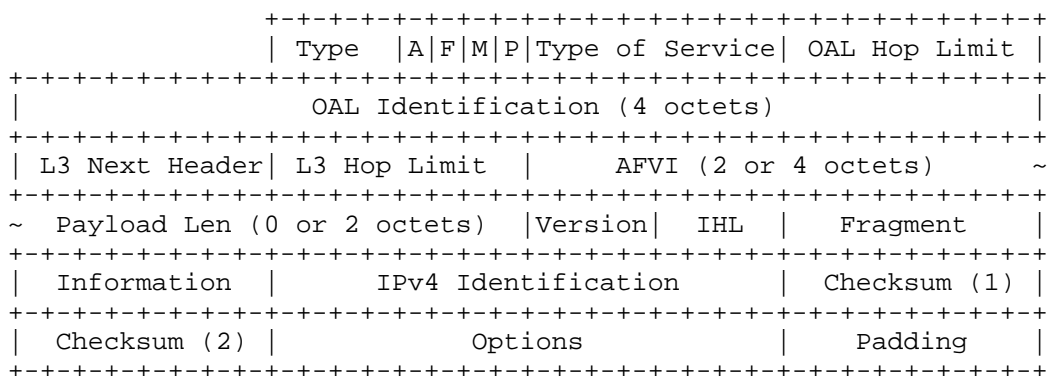 +-+-+-+-+-+-+-+-+-+-+-+-+-+-+-+-+-+-+-+-+-+-+-+-+
| Type |A|F|M|P|Type of Service| OAL Hop Limit |
+-+-+-+-+-+-+-+-+-+-+-+-+-+-+-+-+-+-+-+-+-+-+-+-+-+-+-+-+-+-+-+-+
| OAL Identification (4 octets) |
+-+-+-+-+-+-+-+-+-+-+-+-+-+-+-+-+-+-+-+-+-+-+-+-+-+-+-+-+-+-+-+-+
| L3 Next Header| L3 Hop Limit | AFVI (2 or 4 octets) ~
+-+-+-+-+-+-+-+-+-+-+-+-+-+-+-+-+-+-+-+-+-+-+-+-+-+-+-+-+-+-+-+-+
~ Payload Len (0 or 2 octets) |Version| IHL | Fragment |
+-+-+-+-+-+-+-+-+-+-+-+-+-+-+-+-+-+-+-+-+-+-+-+-+-+-+-+-+-+-+-+-+
| Information | IPv4 Identification | Checksum (1) |
+-+-+-+-+-+-+-+-+-+-+-+-+-+-+-+-+-+-+-+-+-+-+-+-+-+-+-+-+-+-+-+-+
| Checksum (2) | Options | Padding |
+-+-+-+-+-+-+-+-+-+-+-+-+-+-+-+-+-+-+-+-+-+-+-+-+-+-+-+-+-+-+-+-+